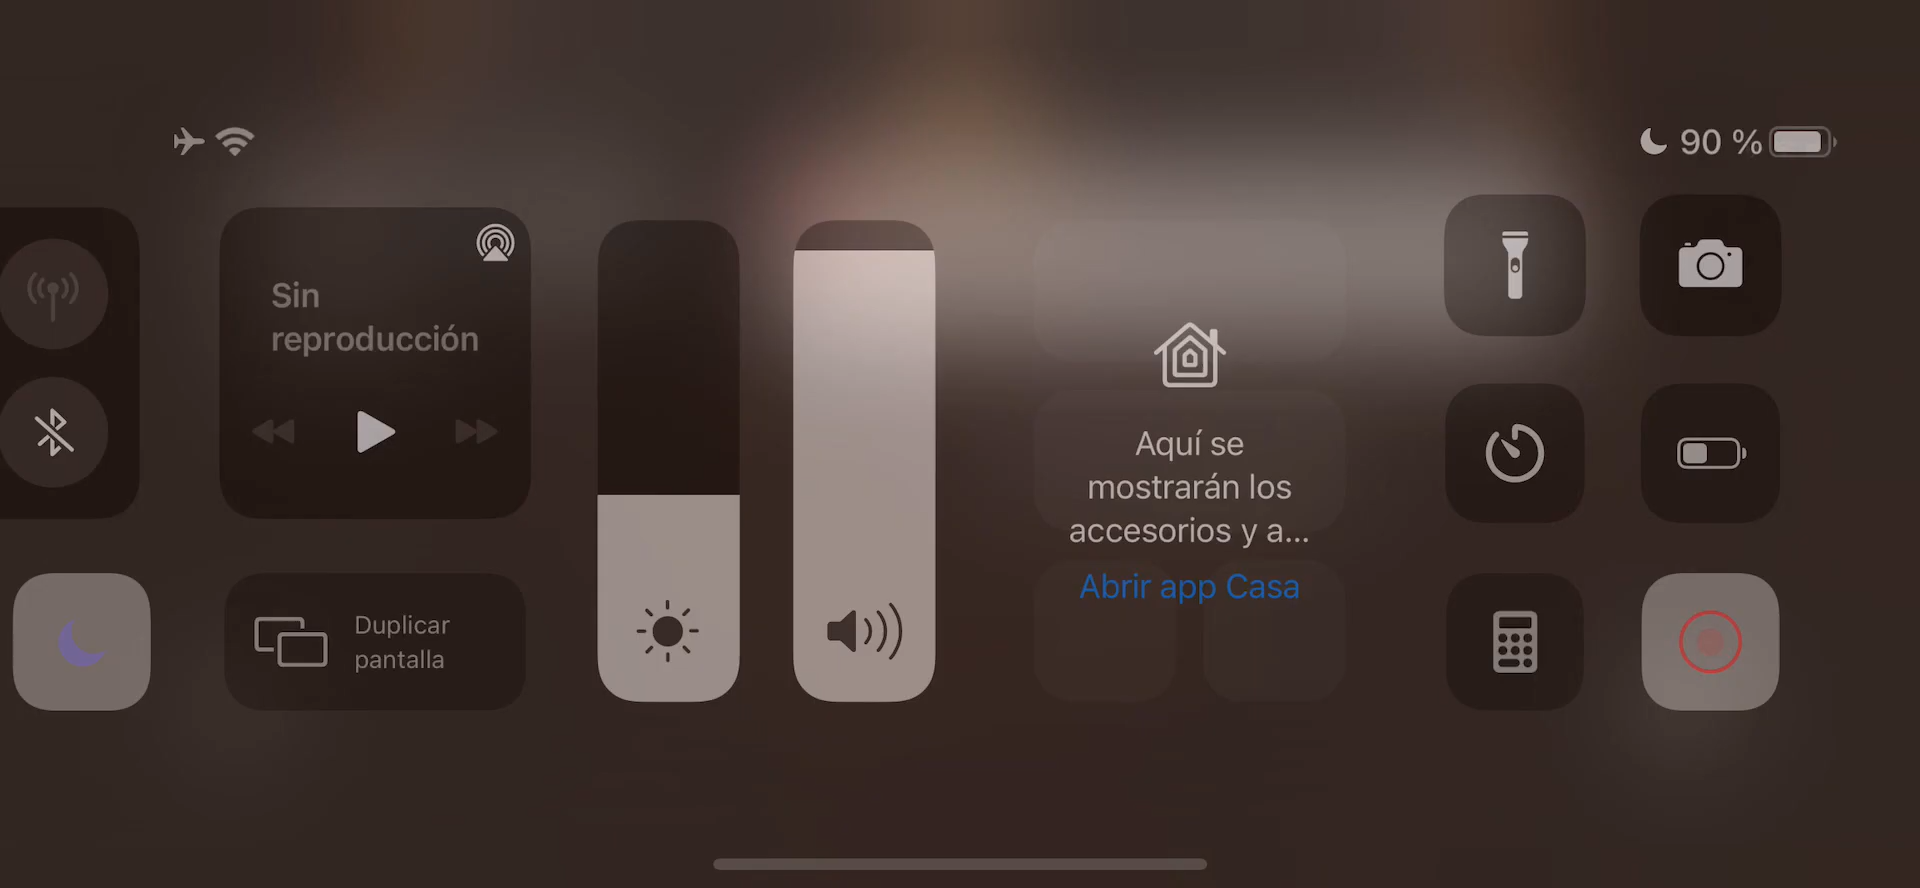 90 %
Sin
reproducción
Duplicar
pantalla
Aquí se
mostrarán los
accesorios y a...
Abrir app Casa